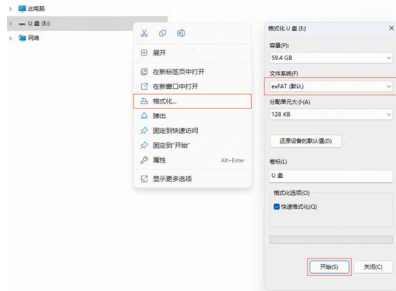 此电脑
U 盘 (E:)
网络
展开
在新标签页中打开
在新窗口中打开
格式化...
弹出
固定到快速访问
固定到"开始"
属性 Alt+Enter
显示更多选项
格式化 U 盘 (E:)
容量(P):
59.4 GB
文件系统(F)
exFAT (默认)
分配单元大小(A)
128 KB
还原设备的默认值(D)
卷标(L)
U 盘
格式化选项(O)
快速格式化(Q)
开始(S)
关闭(C)